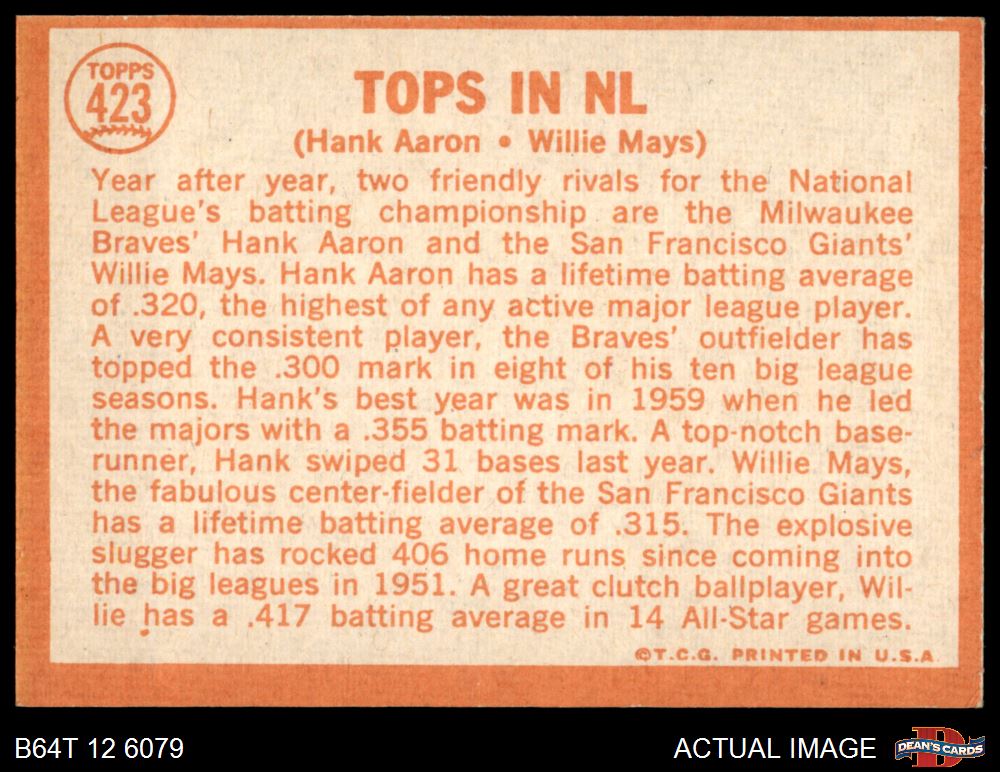 TOPPS
423
TOPS IN NL
(Hank Aaron • Willie Mays)
Year after year, two friendly rivals for the National
League's batting championship are the Milwaukee
Braves' Hank Aaron and the San Francisco Giants'
Willie Mays. Hank Aaron has a lifetime batting average
of .320, the highest of any active major league player.
A very consistent player, the Braves' outfielder has
topped the .300 mark in eight of his ten big league
seasons. Hank's best year was in 1959 when he led
the majors with a .355 batting mark. A top-notch base-
runner, Hank swiped 31 bases last year. Willie Mays,
the fabulous center-fielder of the San Francisco Giants
has a lifetime batting average of .315. The explosive
slugger has rocked 406 home runs since coming into
the big leagues in 1951. A great clutch ballplayer, Wil-
lie has a .417 batting average in 14 All-Star games.
©T.C.G. PRINTED IN U.S.A.
B64T 12 6079
ACTUAL IMAGE
D
DEAN'S CARDS